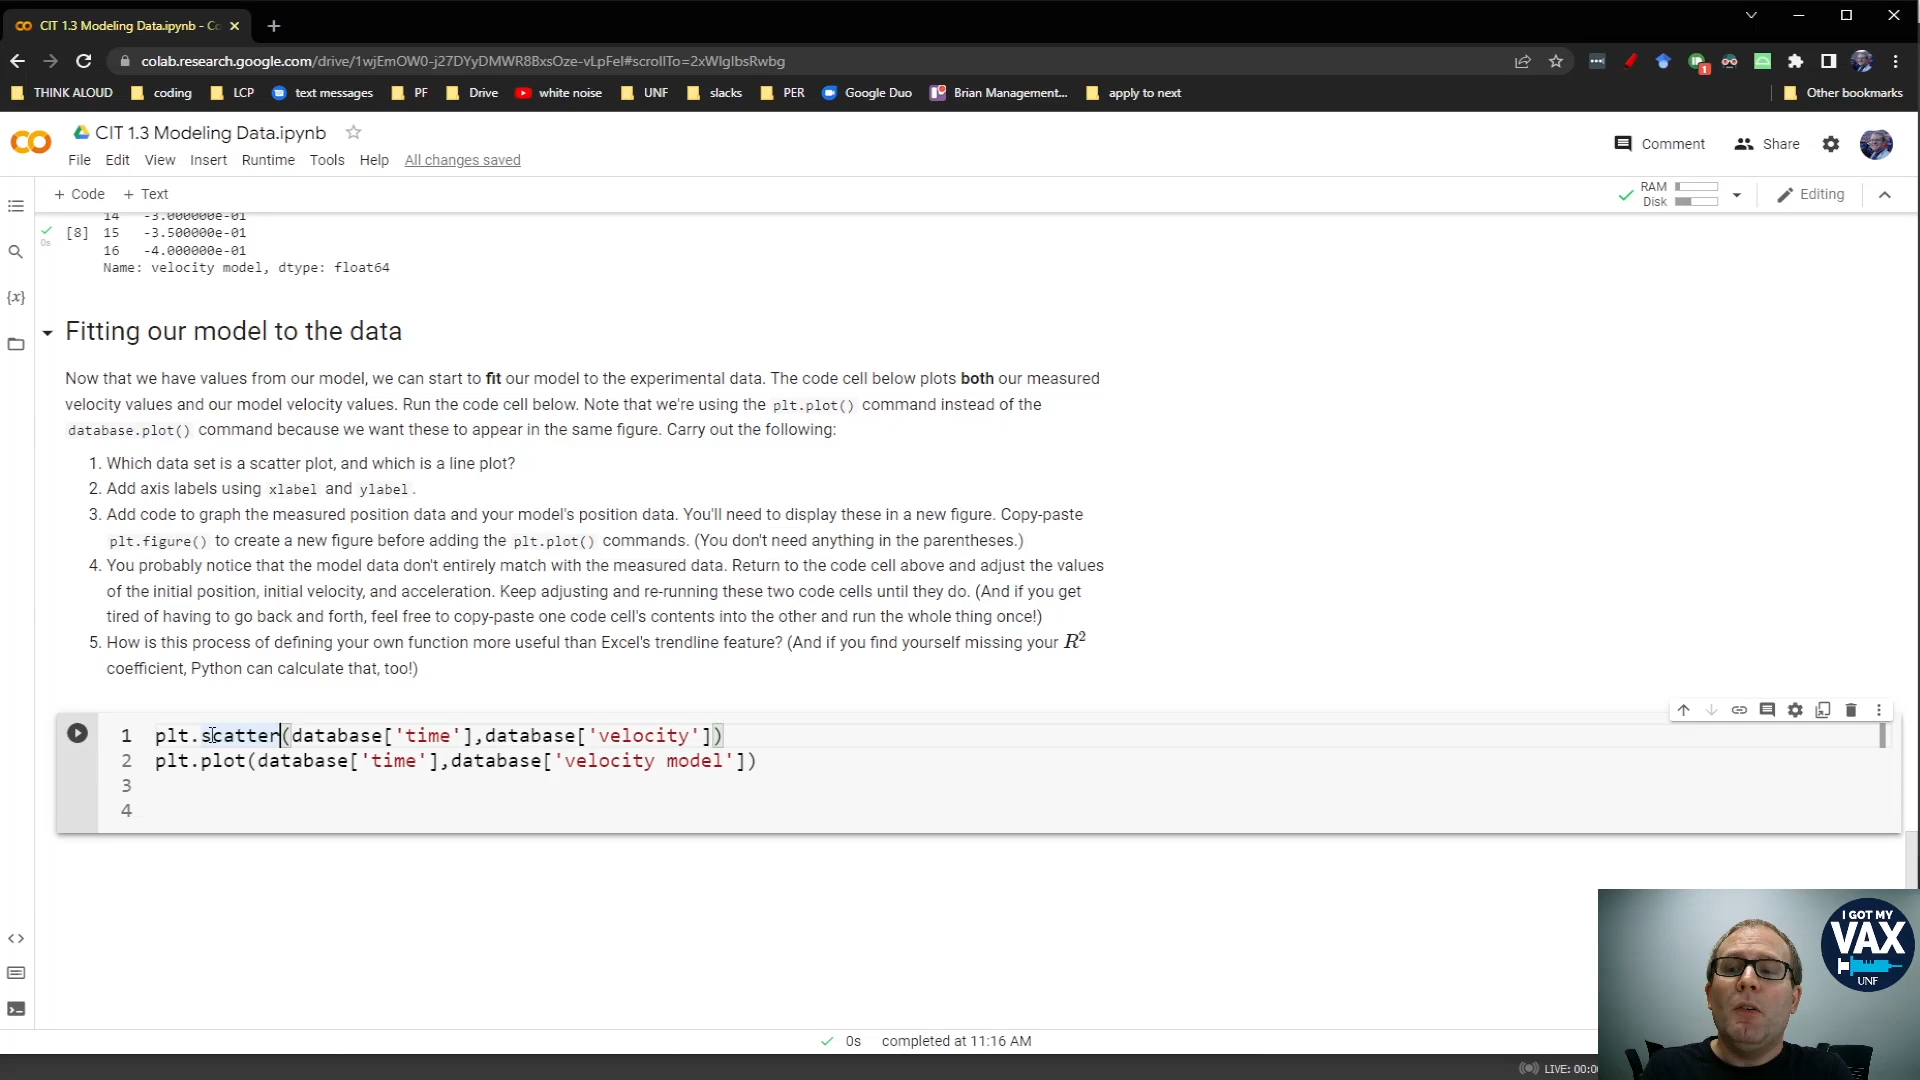 CIT 1.3 Modeling Data.ipynb - Co
colab.research.google.com/drive/1wjEmOW0-j27DYyDMWR8BxsOze-vLpFel#scrollTo=2xWIgIbsRwbg
THINK ALOUD coding LCP text messages PF Drive white noise UNF slacks PER Google Duo Brian Management... apply to next Other bookmarks
CIT 1.3 Modeling Data.ipynb
Comment Share
File Edit View Insert Runtime Tools Help All changes saved
+ Code + Text RAM Disk Editing
14 -3.000000e-01
[8] 15 -3.500000e-01
0s
16 -4.000000e-01
Name: velocity model, dtype: float64
{x}
Fitting our model to the data
Now that we have values from our model, we can start to fit our model to the experimental data. The code cell below plots both our measured
velocity values and our model velocity values. Run the code cell below. Note that we're using the plt.plot() command instead of the
database.plot() command because we want these to appear in the same figure. Carry out the following:
1. Which data set is a scatter plot, and which is a line plot?
2. Add axis labels using xlabel and ylabel.
3. Add code to graph the measured position data and your model's position data. You'll need to display these in a new figure. Copy-paste
plt.figure() to create a new figure before adding the plt.plot() commands. (You don't need anything in the parentheses.)
4. You probably notice that the model data don't entirely match with the measured data. Return to the code cell above and adjust the values
of the initial position, initial velocity, and acceleration. Keep adjusting and re-running these two code cells until they do. (And if you get
tired of having to go back and forth, feel free to copy-paste one code cell's contents into the other and run the whole thing once!)
5. How is this process of defining your own function more useful than Excel's trendline feature? (And if you find yourself missing your R²
coefficient, Python can calculate that, too!)
1 plt.scatter(database['time'],database['velocity'])
2 plt.plot(database['time'],database['velocity model'])
3
4
I GOT MY
VAX
UNF
0s completed at 11:16 AM
LIVE: 00:0